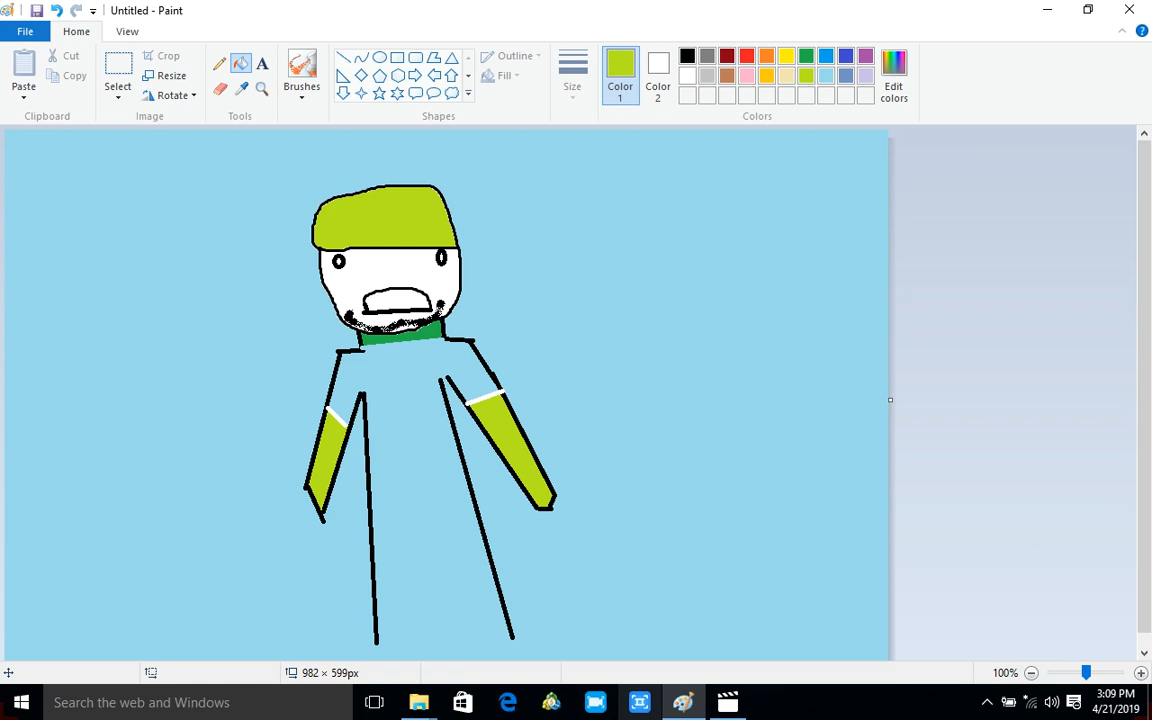 Untitled - Paint
File Home View
Paste
Cut
Copy
Clipboard
Select
Crop
Resize
Rotate
Image
A
Tools
Brushes
Outline
Fill
Shapes
Size
Color 1
Color 2
Edit colors
Colors
982 × 599px
100%
Search the web and Windows
3:09 PM
4/21/2019